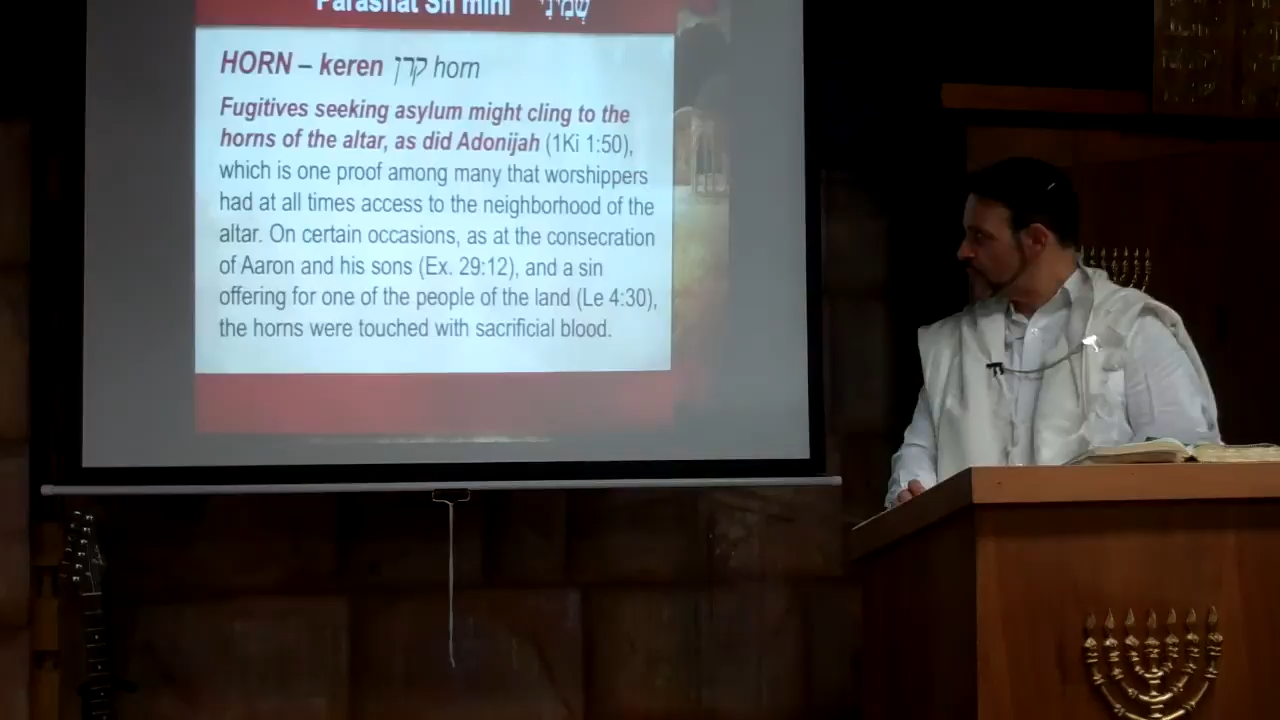 Parashat Sh'mini שְּׁמִינִי
HORN – keren קרן horn
Fugitives seeking asylum might cling to the
horns of the altar, as did Adonijah (1Ki 1:50),
which is one proof among many that worshippers
had at all times access to the neighborhood of the
altar. On certain occasions, as at the consecration
of Aaron and his sons (Ex. 29:12), and a sin
offering for one of the people of the land (Le 4:30),
the horns were touched with sacrificial blood.